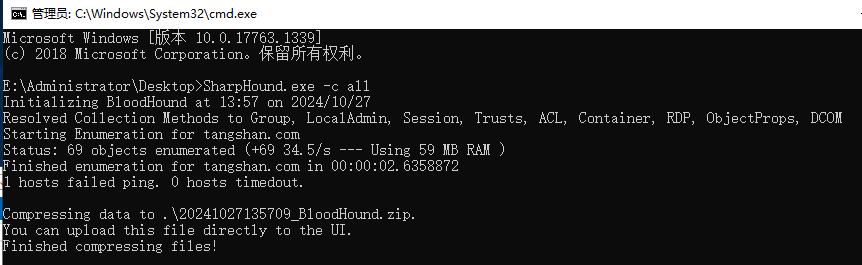 管理员: C:\Windows\System32\cmd.exe
Microsoft Windows [版本 10.0.17763.1339]
(c) 2018 Microsoft Corporation。保留所有权利。
E:\Administrator\Desktop>SharpHound.exe -c all
Initializing BloodHound at 13:57 on 2024/10/27
Resolved Collection Methods to Group, LocalAdmin, Session, Trusts, ACL, Container, RDP, ObjectProps, DCOM
Starting Enumeration for tangshan.com
Status: 69 objects enumerated (+69 34.5/s --- Using 59 MB RAM )
Finished enumeration for tangshan.com in 00:00:02.6358872
1 hosts failed ping. 0 hosts timedout.
Compressing data to .\20241027135709_BloodHound.zip.
You can upload this file directly to the UI.
Finished compressing files!